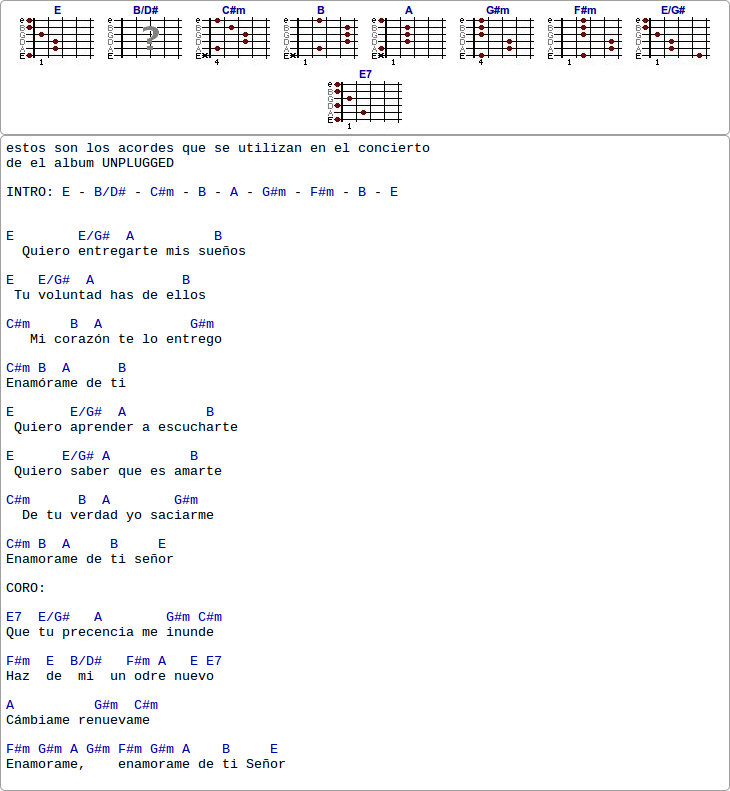 E B/D# C#m B A G#m F#m E/G#
E7
estos son los acordes que se utilizan en el concierto
de el album UNPLUGGED
INTRO: E - B/D# - C#m - B - A - G#m - F#m - B - E
E        E/G#  A          B
  Quiero entregarte mis sueños
E   E/G#  A           B
 Tu voluntad has de ellos
C#m     B  A           G#m
   Mi corazón te lo entrego
C#m B  A      B
Enamórame de ti
E       E/G#  A          B
 Quiero aprender a escucharte
E      E/G# A          B
 Quiero saber que es amarte
C#m      B  A        G#m
  De tu verdad yo saciarme
C#m B  A     B     E
Enamorame de ti señor
CORO:
E7  E/G#   A        G#m C#m
Que tu precencia me inunde
F#m  E  B/D#   F#m A   E E7
Haz  de  mi  un odre nuevo
A          G#m  C#m
Cámbiame renuevame
F#m G#m A G#m F#m G#m A    B     E
Enamorame,    enamorame de ti Señor